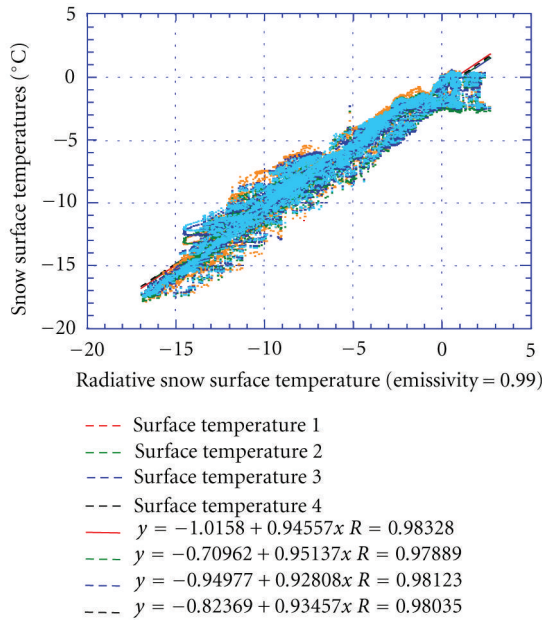 5
0
−5
−10
−15
−20
Snow surface temperatures (°C)
−20 −15 −10 −5 0 5
Radiative snow surface temperature (emissivity = 0.99)
Surface temperature 1
Surface temperature 2
Surface temperature 3
Surface temperature 4
y = −1.0158 + 0.94557x R = 0.98328
y = −0.70962 + 0.95137x R = 0.97889
y = −0.94977 + 0.92808x R = 0.98123
y = −0.82369 + 0.93457x R = 0.98035